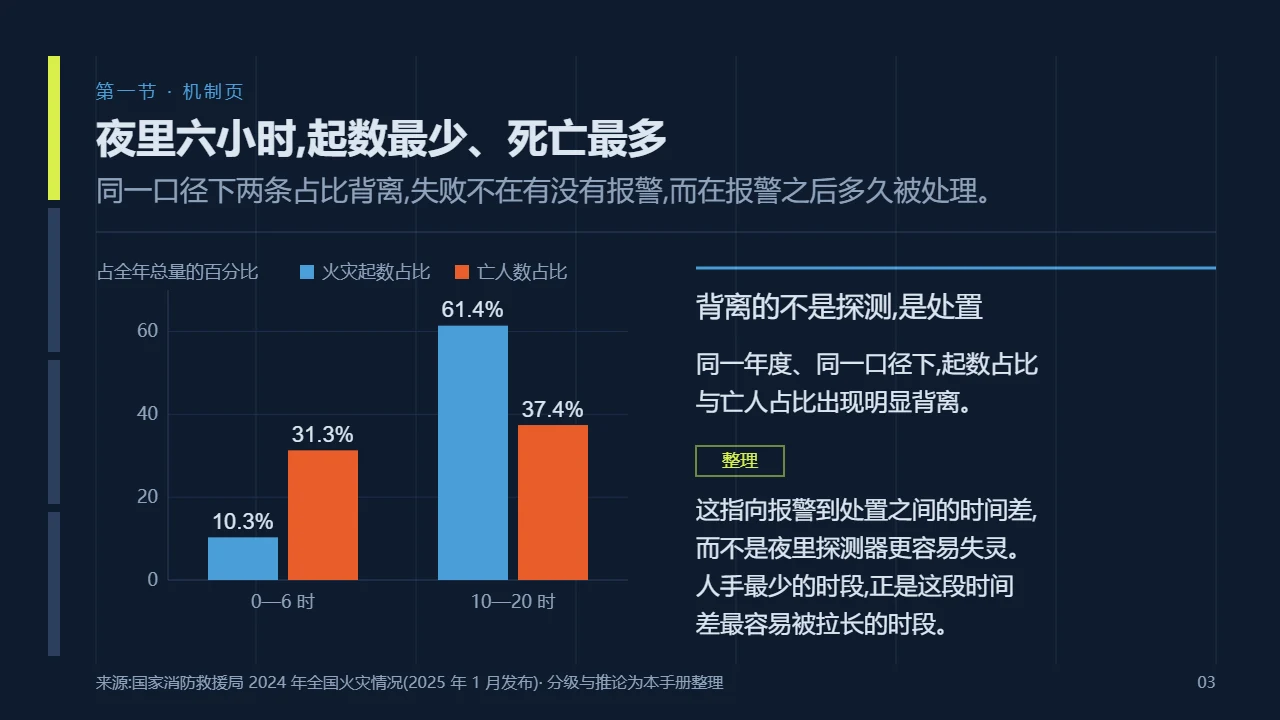 第一节 · 机制页
夜里六小时,起数最少、死亡最多
同一口径下两条占比背离,失败不在有没有报警,而在报警之后多久被处理。
占全年总量的百分比
火灾起数占比
亡人数占比
60
40
20
0
10.3%
31.3%
61.4%
37.4%
0—6 时
10—20 时
背离的不是探测,是处置
同一年度、同一口径下,起数占比
与亡人占比出现明显背离。
整理
这指向报警到处置之间的时间差,
而不是夜里探测器更容易失灵。
人手最少的时段,正是这段时间
差最容易被拉长的时段。
来源:国家消防救援局 2024 年全国火灾情况(2025 年 1 月发布)· 分级与推论为本手册整理
03